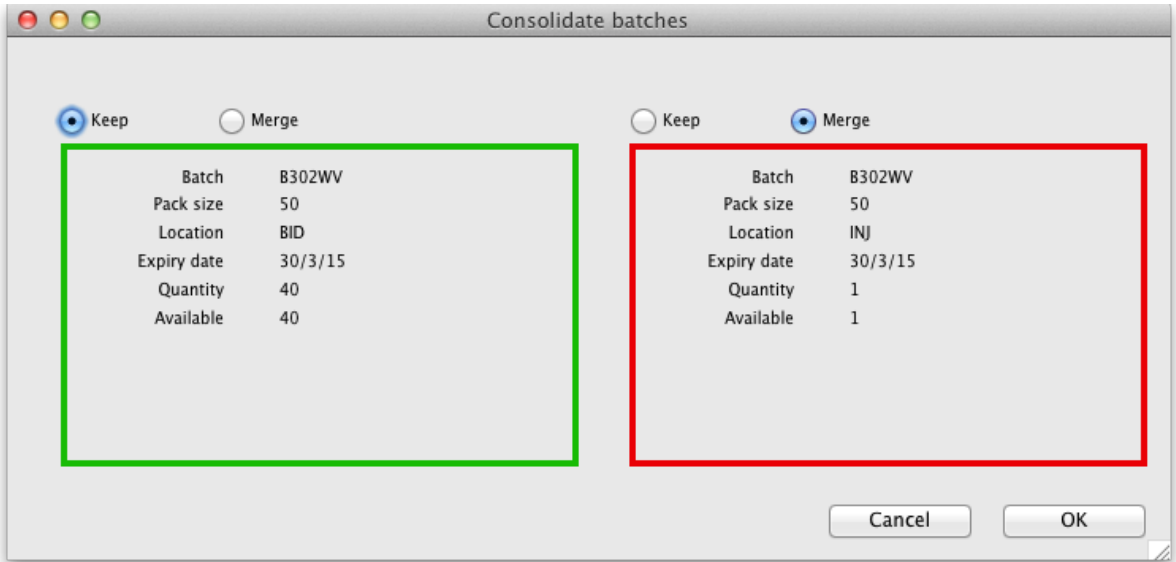 Consolidate batches
Keep Merge Keep Merge
Batch B302WV Batch B302WV
Pack size 50 Pack size 50
Location BID Location INJ
Expiry date 30/3/15 Expiry date 30/3/15
Quantity 40 Quantity 1
Available 40 Available 1
Cancel OK